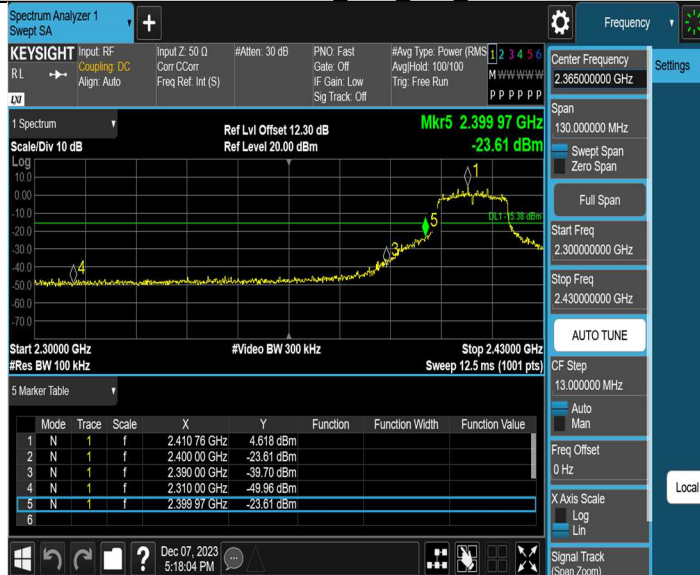 Spectrum Analyzer 1
Swept SA
Frequency
KEYSIGHT
RL
LXI
Input: RF
Coupling: DC
Align: Auto
Input Z: 50 Ω
Corr CCorr
Freq Ref: Int (S)
#Atten: 30 dB
PNO: Fast
Gate: Off
IF Gain: Low
Sig Track: Off
#Avg Type: Power (RMS
Avg|Hold: 100/100
Trig: Free Run
1 2 3 4 5 6
M W W W W W
P P P P P P
1 Spectrum
Scale/Div 10 dB
Ref Lvl Offset 12.30 dB
Ref Level 20.00 dBm
Mkr5 2.399 97 GHz
-23.61 dBm
Log
10.0
0.00
-10.0
-20.0
-30.0
-40.0
-50.0
-60.0
-70.0
1
DL1 -15.38 dBm
5
3
4
Start 2.30000 GHz
#Res BW 100 kHz
#Video BW 300 kHz
Stop 2.43000 GHz
Sweep 12.5 ms (1001 pts)
5 Marker Table
Mode Trace Scale X Y Function Function Width Function Value
1 N 1 f 2.410 76 GHz 4.618 dBm
2 N 1 f 2.400 00 GHz -23.61 dBm
3 N 1 f 2.390 00 GHz -39.70 dBm
4 N 1 f 2.310 00 GHz -49.96 dBm
5 N 1 f 2.399 97 GHz -23.61 dBm
6
?
Dec 07, 2023
5:18:04 PM
Center Frequency
2.365000000 GHz
Span
130.000000 MHz
Swept Span
Zero Span
Full Span
Start Freq
2.300000000 GHz
Stop Freq
2.430000000 GHz
AUTO TUNE
CF Step
13.000000 MHz
Auto
Man
Freq Offset
0 Hz
X Axis Scale
Log
Lin
Signal Track
(Span Zoom)
Settings
Local